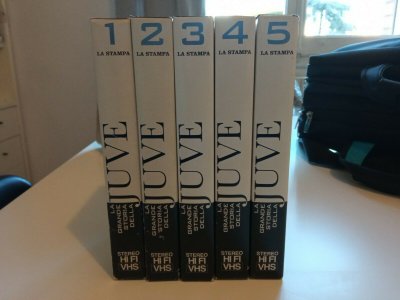 1
LA STAMPA
LA
GRANDE
STORIA
DELLA
JUVE
STEREO
HI FI
VHS
2
LA STAMPA
LA
GRANDE
STORIA
DELLA
JUVE
STEREO
HI FI
VHS
3
LA STAMPA
LA
GRANDE
STORIA
DELLA
JUVE
STEREO
HI FI
VHS
4
LA STAMPA
LA
GRANDE
STORIA
DELLA
JUVE
STEREO
HI FI
VHS
5
LA STAMPA
LA
GRANDE
STORIA
DELLA
JUVE
STEREO
HI FI
VHS